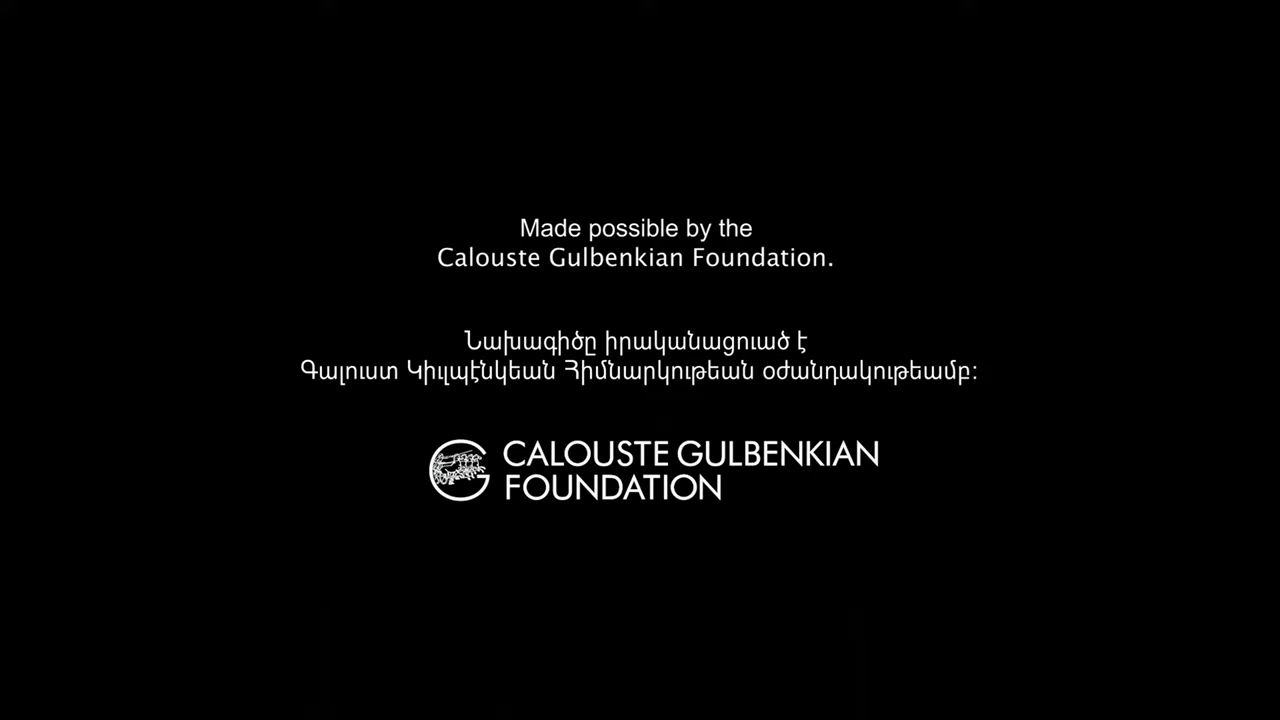 Made possible by the
Calouste Gulbenkian Foundation.
Նախագիծը իրականացուած է
Գալուստ Կիւլպէնկեան Հիմնարկութեան օժանդակութեամբ։
CALOUSTE GULBENKIAN
FOUNDATION